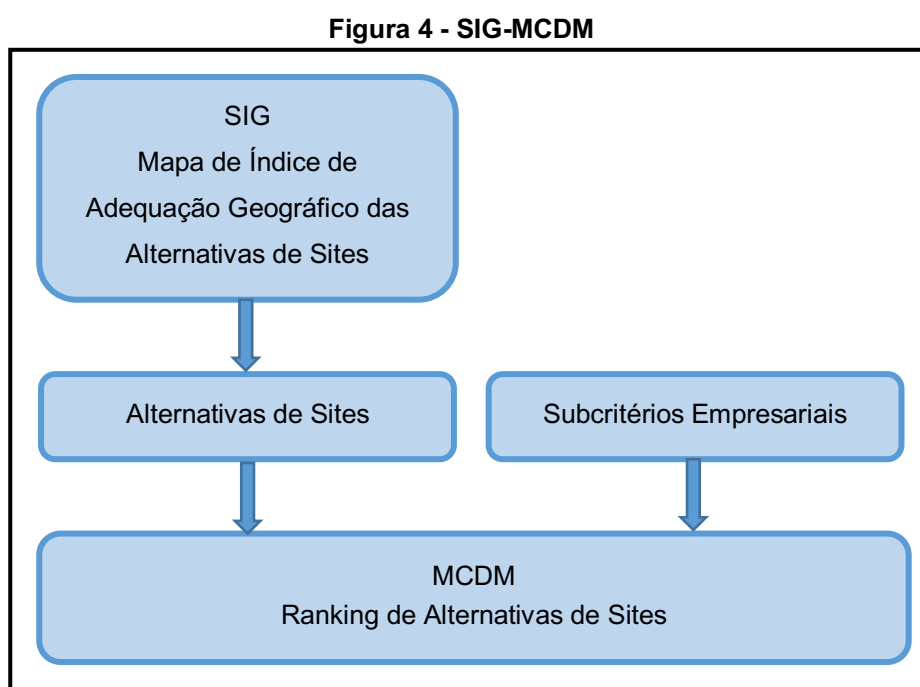 Figura 4 - SIG-MCDM
SIG
Mapa de Índice de
Adequação Geográfico das
Alternativas de Sites
Alternativas de Sites
Subcritérios Empresariais
MCDM
Ranking de Alternativas de Sites